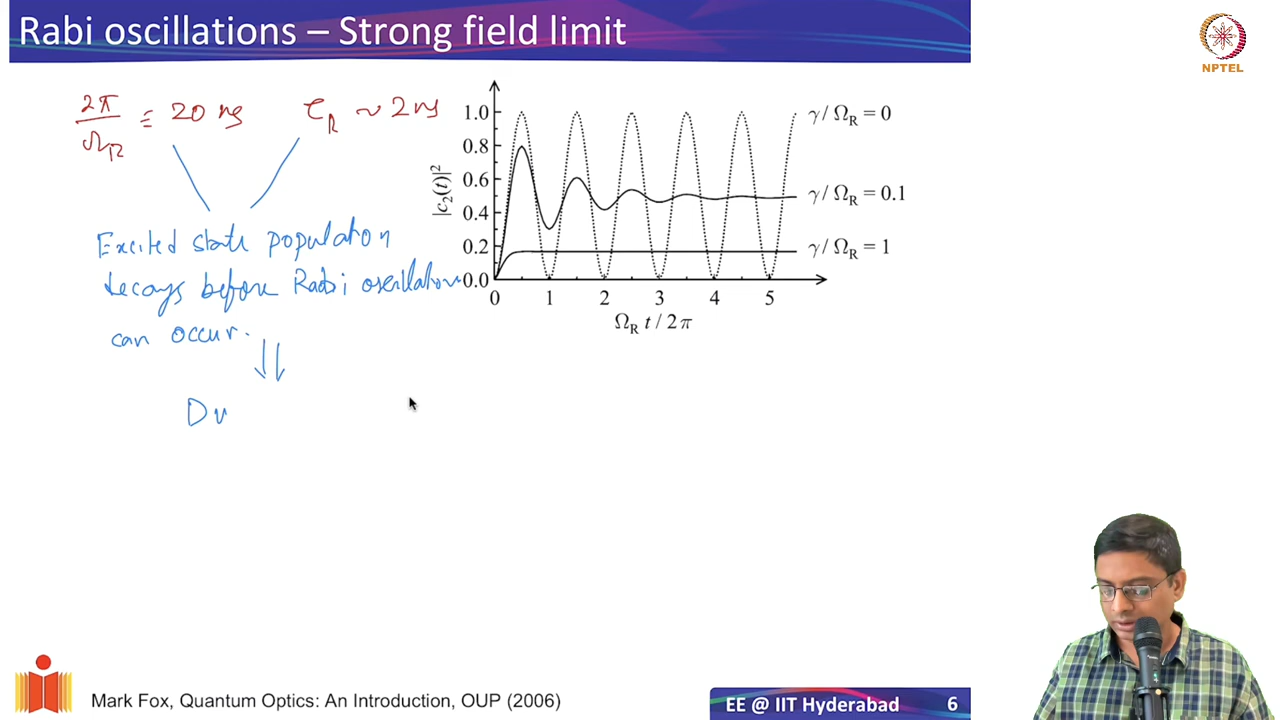 Rabi oscillations – Strong field limit
NPTEL
2π/Ω_R ≡ 20 ns τ_R ~ 2 ns
Excited state population
decays before Rabi oscillation
can occur.
Du
|c₂(t)|²
1.0
0.8
0.6
0.4
0.2
0.0
0 1 2 3 4 5
Ω_R t / 2π
γ / Ω_R = 0
γ / Ω_R = 0.1
γ / Ω_R = 1
Mark Fox, Quantum Optics: An Introduction, OUP (2006)
EE @ IIT Hyderabad 6